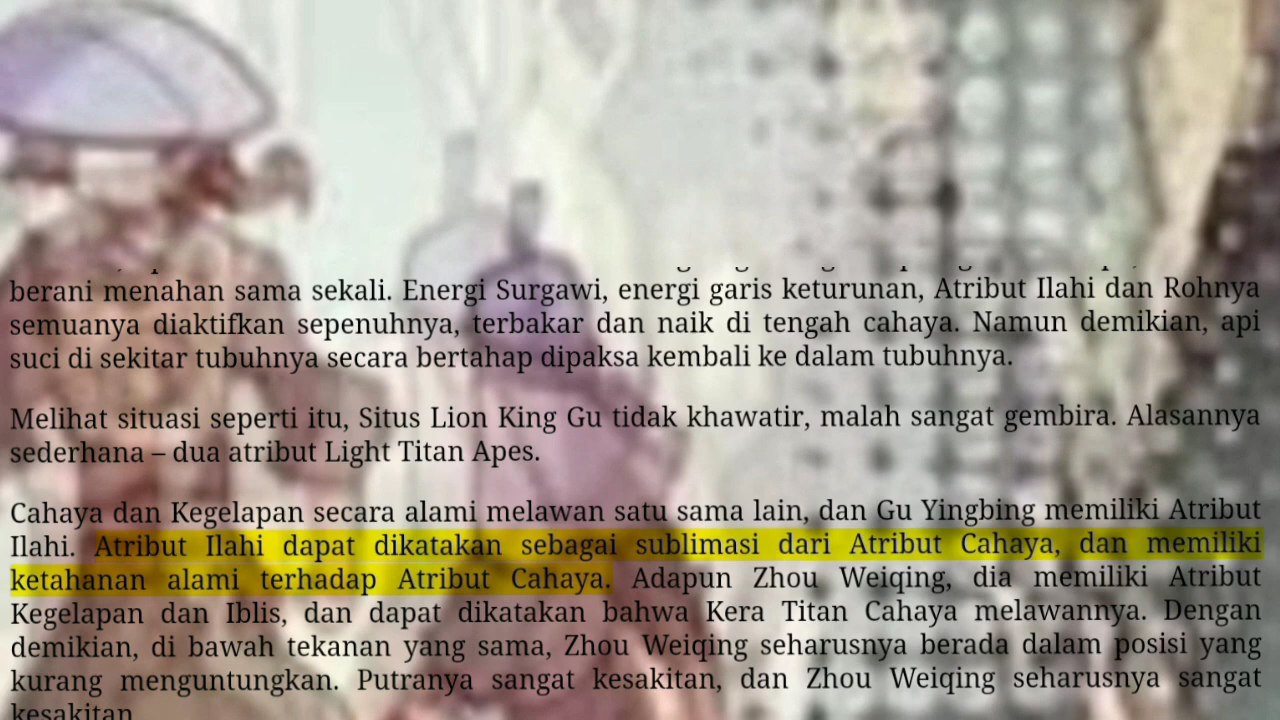 berani menahan sama sekali. Energi Surgawi, energi garis keturunan, Atribut Ilahi dan Rohnya
semuanya diaktifkan sepenuhnya, terbakar dan naik di tengah cahaya. Namun demikian, api
suci di sekitar tubuhnya secara bertahap dipaksa kembali ke dalam tubuhnya.
Melihat situasi seperti itu, Situs Lion King Gu tidak khawatir, malah sangat gembira. Alasannya
sederhana – dua atribut Light Titan Apes.
Cahaya dan Kegelapan secara alami melawan satu sama lain, dan Gu Yingbing memiliki Atribut
Ilahi. Atribut Ilahi dapat dikatakan sebagai sublimasi dari Atribut Cahaya, dan memiliki
ketahanan alami terhadap Atribut Cahaya. Adapun Zhou Weiqing, dia memiliki Atribut
Kegelapan dan Iblis, dan dapat dikatakan bahwa Kera Titan Cahaya melawannya. Dengan
demikian, di bawah tekanan yang sama, Zhou Weiqing seharusnya berada dalam posisi yang
kurang menguntungkan. Putranya sangat kesakitan, dan Zhou Weiqing seharusnya sangat
kesakitan